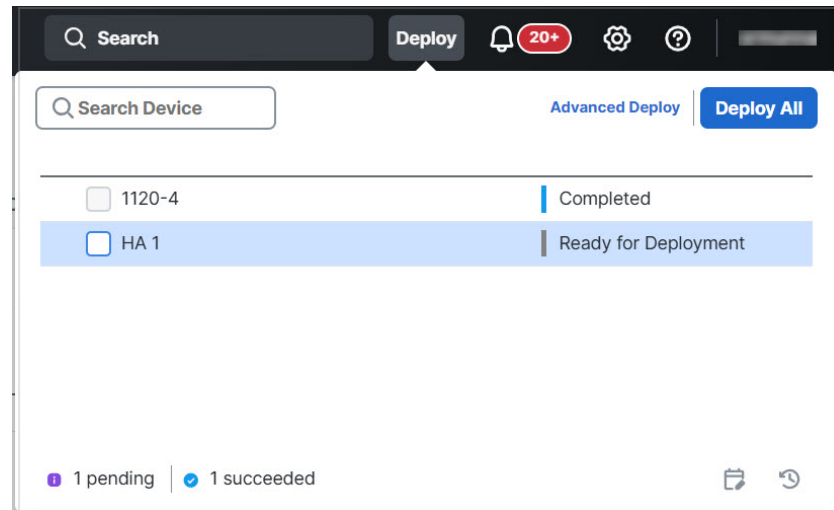 Search Deploy 20+
Search Device Advanced Deploy Deploy All
1120-4 Completed
HA 1 Ready for Deployment
1 pending 1 succeeded